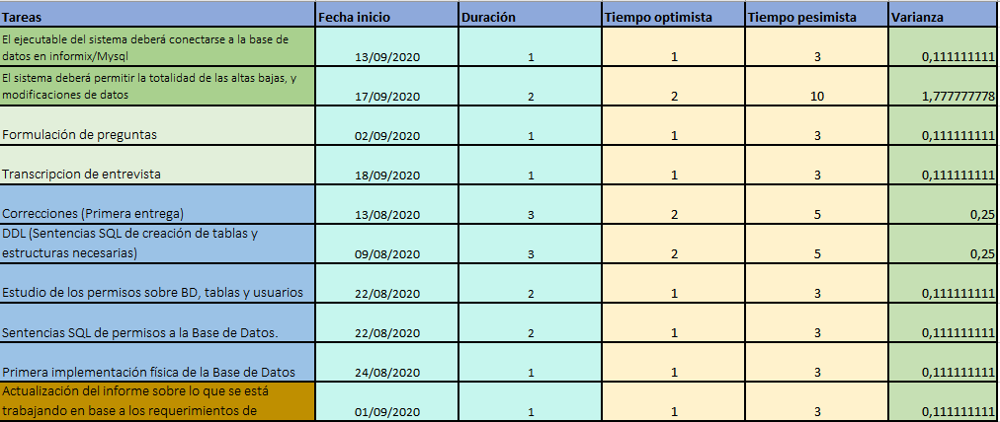 Tareas Fecha inicio Duración Tiempo optimista Tiempo pesimista Varianza
El ejecutable del sistema deberá conectarse a la base de
datos en informix/Mysql 13/09/2020 1 1 3 0,111111111
El sistema deberá permitir la totalidad de las altas bajas, y
modificaciones de datos 17/09/2020 2 2 10 1,777777778
Formulación de preguntas 02/09/2020 1 1 3 0,111111111
Transcripcion de entrevista 18/09/2020 1 1 3 0,111111111
Correcciones (Primera entrega) 13/08/2020 3 2 5 0,25
DDL (Sentencias SQL de creación de tablas y
estructuras necesarias) 09/08/2020 3 2 5 0,25
Estudio de los permisos sobre BD, tablas y usuarios 22/08/2020 2 1 3 0,111111111
Sentencias SQL de permisos a la Base de Datos. 22/08/2020 2 1 3 0,111111111
Primera implementación física de la Base de Datos 24/08/2020 1 1 3 0,111111111
Actualización del informe sobre lo que se está
trabajando en base a los requerimientos de 01/09/2020 1 1 3 0,111111111